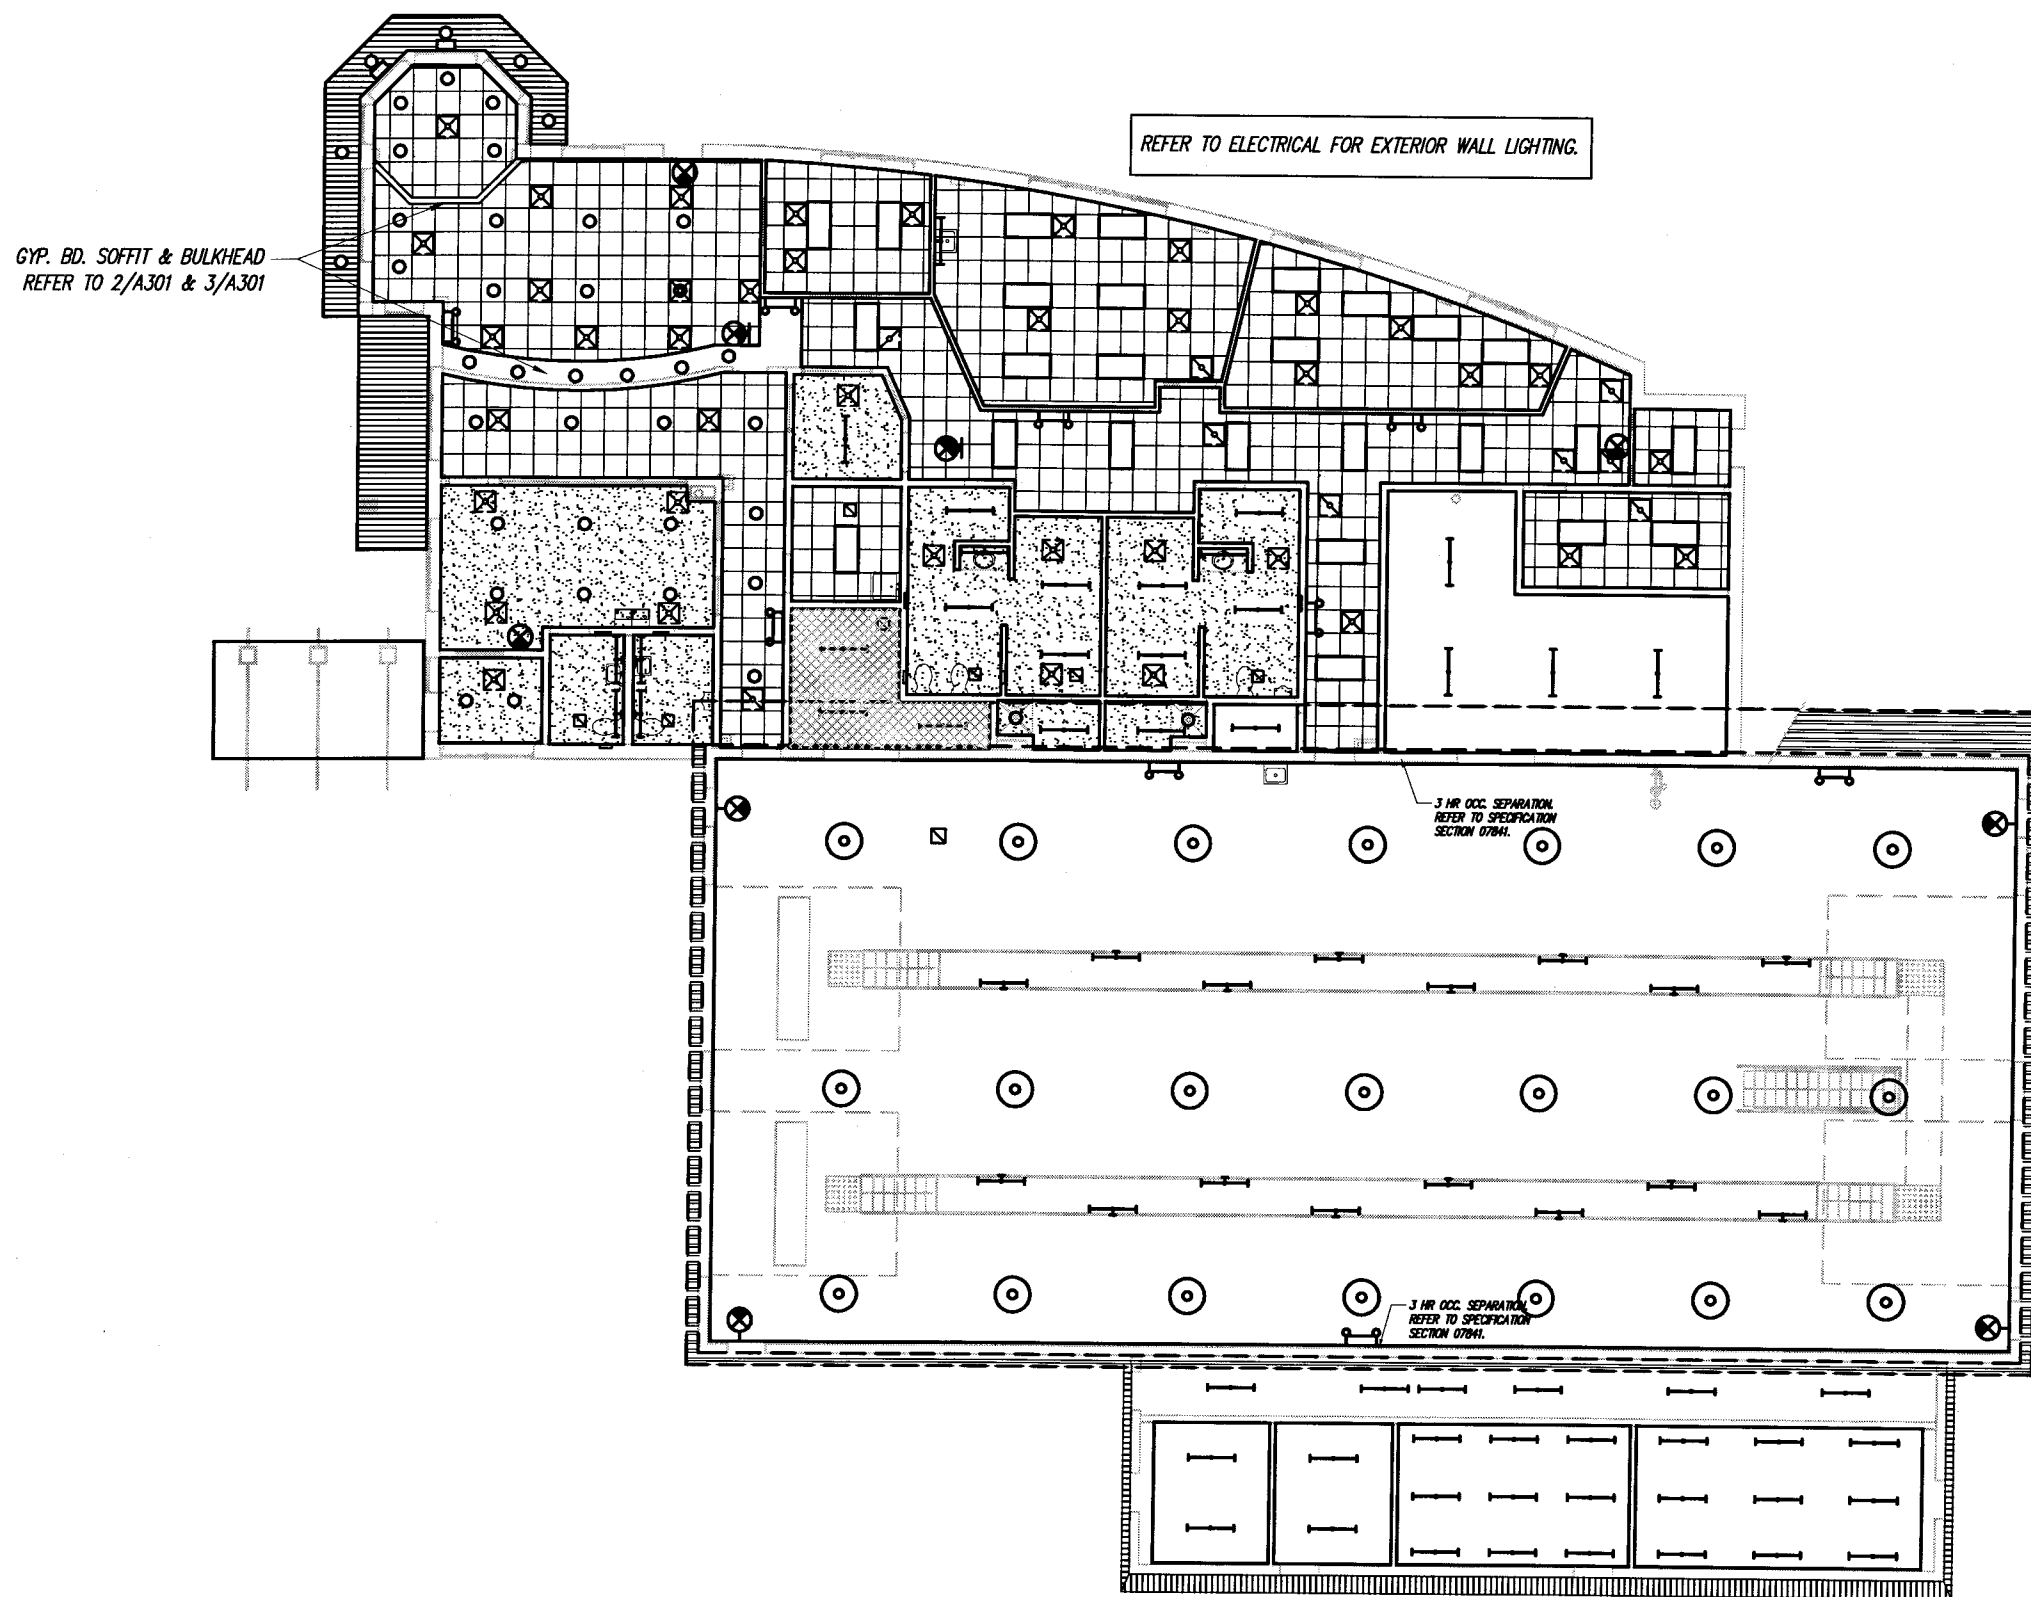 REFER TO ELECTRICAL FOR EXTERIOR WALL LIGHTING.
GYP. BD. SOFFIT & BULKHEAD
REFER TO 2/A301 & 3/A301
3 HR OCC. SEPARATION.
REFER TO SPECIFICATION
SECTION 07841.
3 HR OCC. SEPARATION.
REFER TO SPECIFICATION
SECTION 07841.